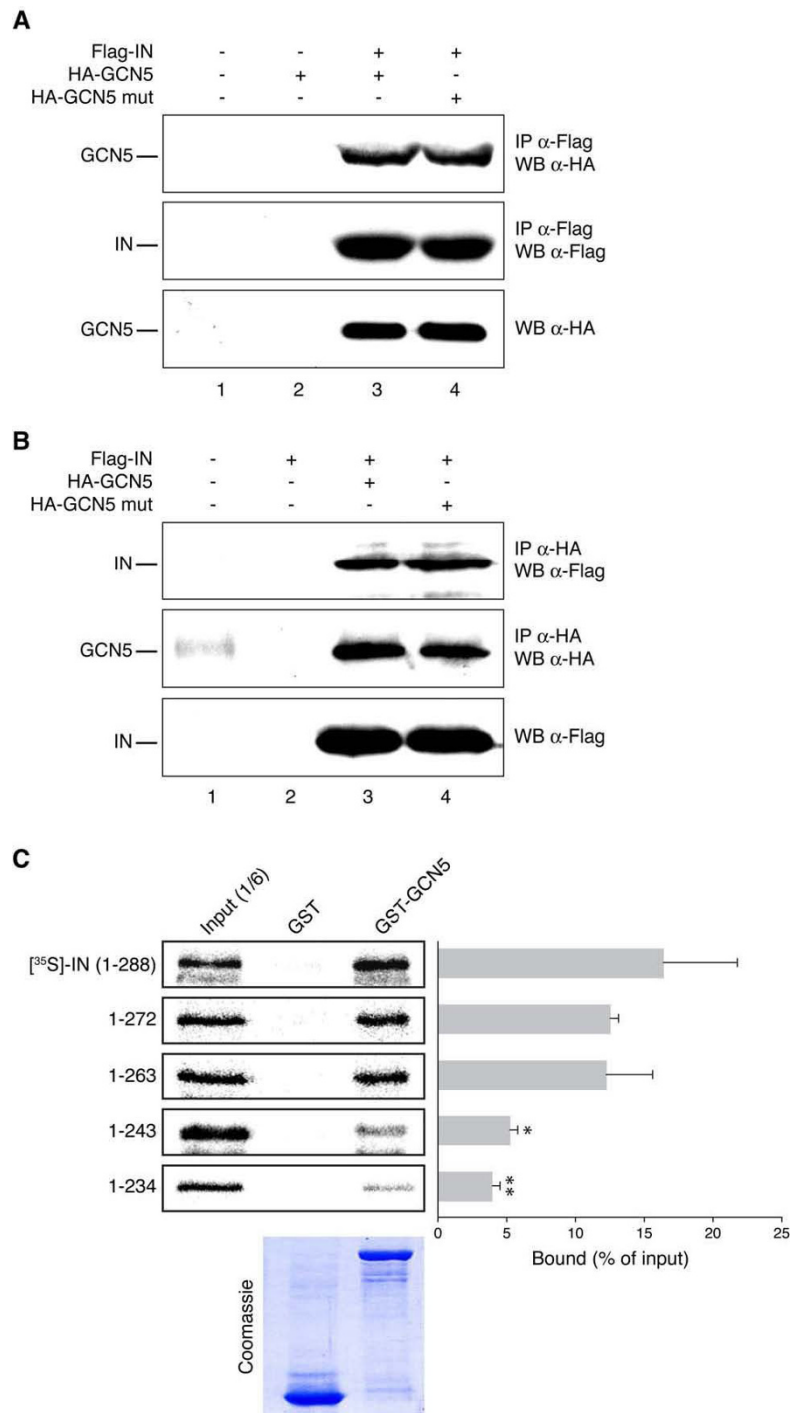 A
Flag-IN - - + +
HA-GCN5 - + + -
HA-GCN5 mut - - - +
GCN5
IP α-Flag
WB α-HA
IN
IP α-Flag
WB α-Flag
GCN5
WB α-HA
1 2 3 4
B
Flag-IN - + + +
HA-GCN5 - - + -
HA-GCN5 mut - - - +
IN
IP α-HA
WB α-Flag
GCN5
IP α-HA
WB α-HA
IN
WB α-Flag
1 2 3 4
C
Input (1/6) GST GST-GCN5
[³⁵S]-IN (1-288)
1-272
1-263
1-243
*
1-234
**
0 5 10 15 20 25
Bound (% of input)
Coomassie